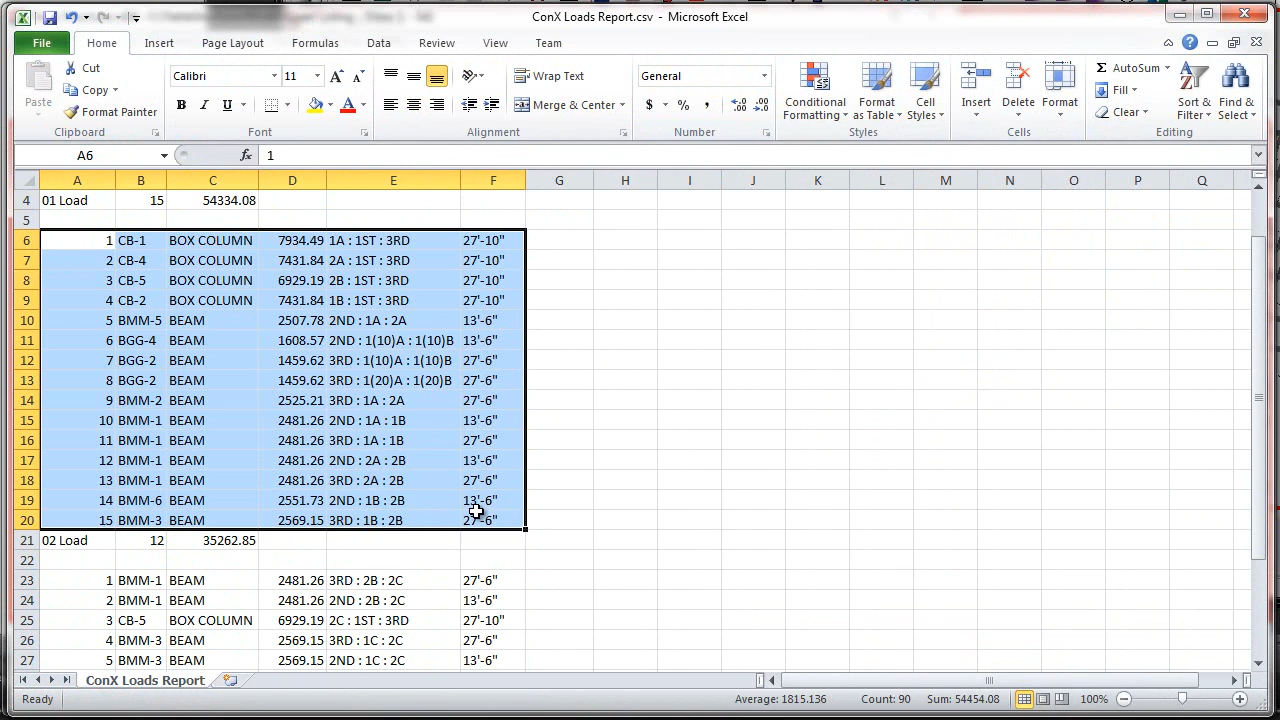 ConX Loads Report.csv - Microsoft Excel
File Home Insert Page Layout Formulas Data Review View Team
Paste
Cut
Copy
Format Painter
Clipboard
Calibri 11
B I U
Font
Wrap Text
Merge & Center
Alignment
General
$ % ,
Number
Conditional Formatting
Format as Table
Cell Styles
Styles
Insert
Delete
Format
Cells
AutoSum
Fill
Clear
Sort & Filter
Find & Select
Editing
A6 fx 1
A B C D E F G H I J K L M N O P Q
4 01 Load 15 54334.08
5
6 1 CB-1 BOX COLUMN 7934.49 1A : 1ST : 3RD 27'-10"
7 2 CB-4 BOX COLUMN 7431.84 2A : 1ST : 3RD 27'-10"
8 3 CB-5 BOX COLUMN 6929.19 2B : 1ST : 3RD 27'-10"
9 4 CB-2 BOX COLUMN 7431.84 1B : 1ST : 3RD 27'-10"
10 5 BMM-5 BEAM 2507.78 2ND : 1A : 2A 13'-6"
11 6 BGG-4 BEAM 1608.57 2ND : 1(10)A : 1(10)B 13'-6"
12 7 BGG-2 BEAM 1459.62 3RD : 1(10)A : 1(10)B 27'-6"
13 8 BGG-2 BEAM 1459.62 3RD : 1(20)A : 1(20)B 27'-6"
14 9 BMM-2 BEAM 2525.21 3RD : 1A : 2A 27'-6"
15 10 BMM-1 BEAM 2481.26 2ND : 1A : 1B 13'-6"
16 11 BMM-1 BEAM 2481.26 3RD : 1A : 1B 27'-6"
17 12 BMM-1 BEAM 2481.26 2ND : 2A : 2B 13'-6"
18 13 BMM-1 BEAM 2481.26 3RD : 2A : 2B 27'-6"
19 14 BMM-6 BEAM 2551.73 2ND : 1B : 2B 13'-6"
20 15 BMM-3 BEAM 2569.15 3RD : 1B : 2B 27'-6"
21 02 Load 12 35262.85
22
23 1 BMM-1 BEAM 2481.26 3RD : 2B : 2C 27'-6"
24 2 BMM-1 BEAM 2481.26 2ND : 2B : 2C 13'-6"
25 3 CB-5 BOX COLUMN 6929.19 2C : 1ST : 3RD 27'-10"
26 4 BMM-3 BEAM 2569.15 3RD : 1C : 2C 27'-6"
27 5 BMM-3 BEAM 2569.15 2ND : 1C : 2C 13'-6"
ConX Loads Report
Ready Average: 1815.136 Count: 90 Sum: 54454.08 100%